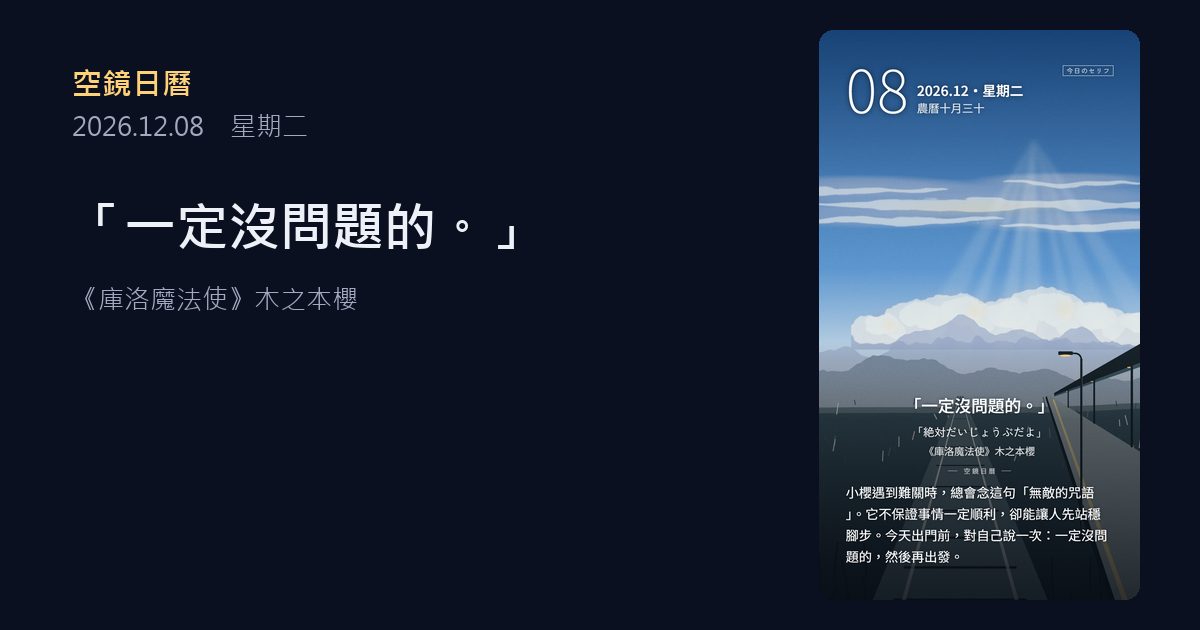 空鏡日曆
2026.12.08 星期二
「一定沒問題的。」
《庫洛魔法使》木之本櫻
今日のセリフ
08
2026.12・星期二
農曆十月三十
「一定沒問題的。」
「絶対だいじょうぶだよ」
《庫洛魔法使》木之本櫻
— 空鏡日曆 —
小櫻遇到難關時，總會念這句「無敵的咒語
」。它不保證事情一定順利，卻能讓人先站穩
腳步。今天出門前，對自己說一次：一定沒問
題的，然後再出發。